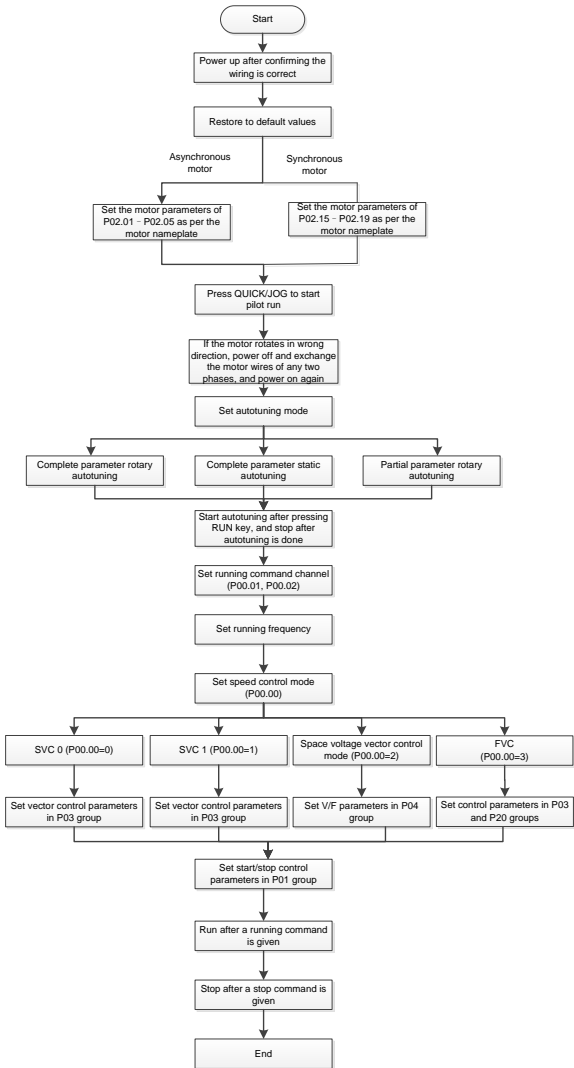 Start
Power up after confirming the
wiring is correct
Restore to default values
Asynchronous
motor
Synchronous
motor
Set the motor parameters of
P02.01–P02.05 as per the
motor nameplate
Set the motor parameters of
P02.15–P02.19 as per the
motor nameplate
Press QUICK/JOG to start
pilot run
If the motor rotates in wrong
direction, power off and exchange
the motor wires of any two
phases, and power on again
Set autotuning mode
Complete parameter rotary
autotuning
Complete parameter static
autotuning
Partial parameter rotary
autotuning
Start autotuning after pressing
RUN key, and stop after
autotuning is done
Set running command channel
(P00.01, P00.02)
Set running frequency
Set speed control mode
(P00.00)
SVC 0 (P00.00=0)
SVC 1 (P00.00=1)
Space voltage vector control
mode (P00.00=2)
FVC
(P00.00=3)
Set vector control parameters
in P03 group
Set vector control parameters
in P03 group
Set V/F parameters in P04
group
Set control parameters in P03
and P20 groups
Set start/stop control
parameters in P01 group
Run after a running command
is given
Stop after a stop command is
given
End